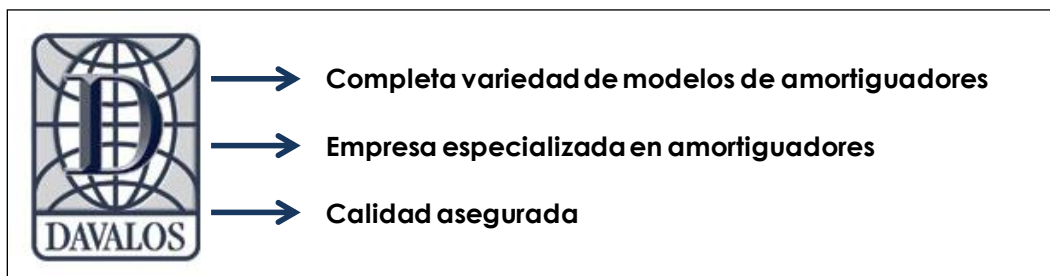 D
Completa variedad de modelos de amortiguadores
Empresa especializada en amortiguadores
Calidad asegurada
DAVALOS